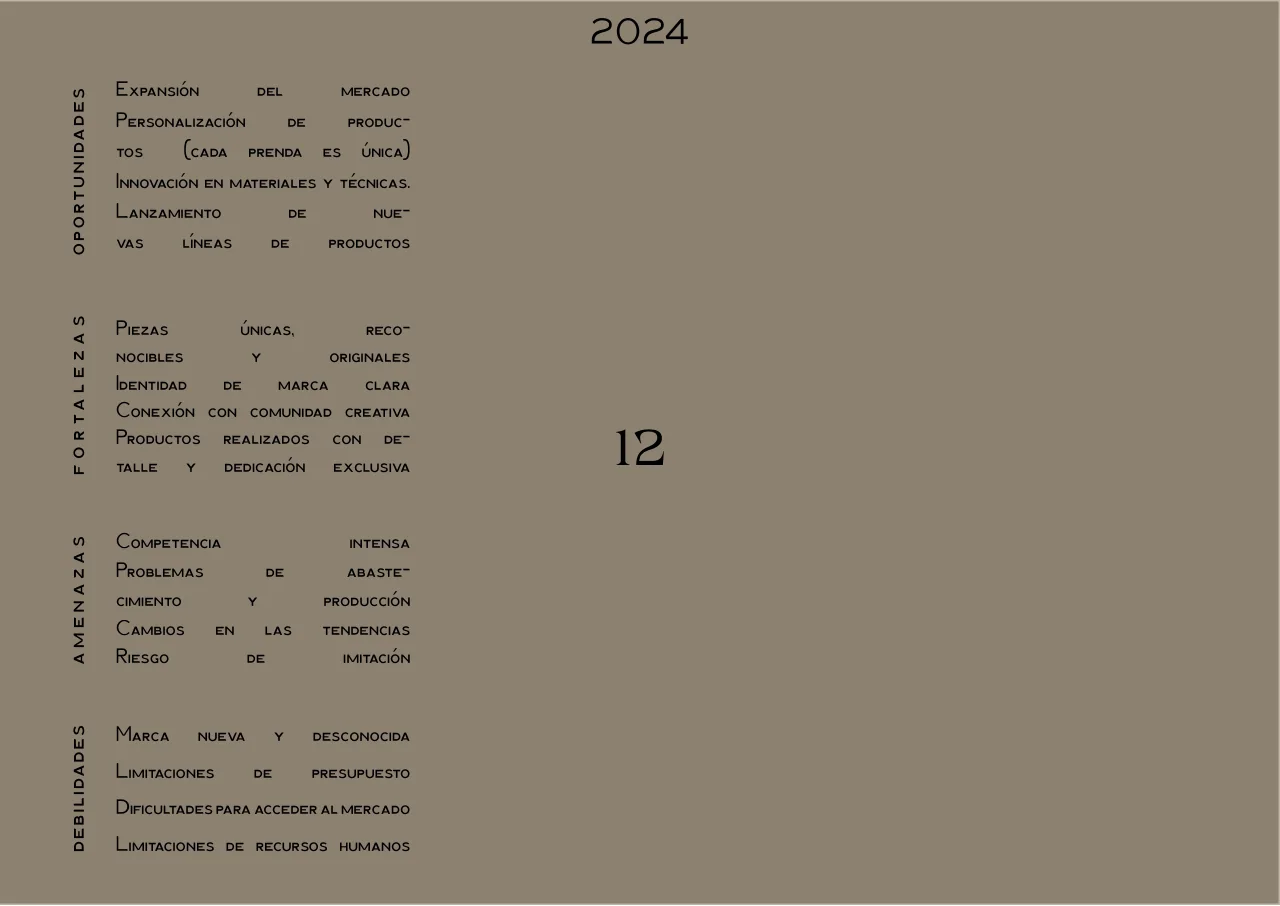 2024
OPORTUNIDADES
Expansión del mercado
Personalización de produc-
tos (cada prenda es única)
Innovación en materiales y técnicas.
Lanzamiento de nue-
vas líneas de productos
FORTALEZAS
Piezas únicas, reco-
nocibles y originales
Identidad de marca clara
Conexión con comunidad creativa
Productos realizados con de-
talle y dedicación exclusiva
12
AMENAZAS
Competencia intensa
Problemas de abaste-
cimiento y producción
Cambios en las tendencias
Riesgo de imitación
DEBILIDADES
Marca nueva y desconocida
Limitaciones de presupuesto
Dificultades para acceder al mercado
Limitaciones de recursos humanos